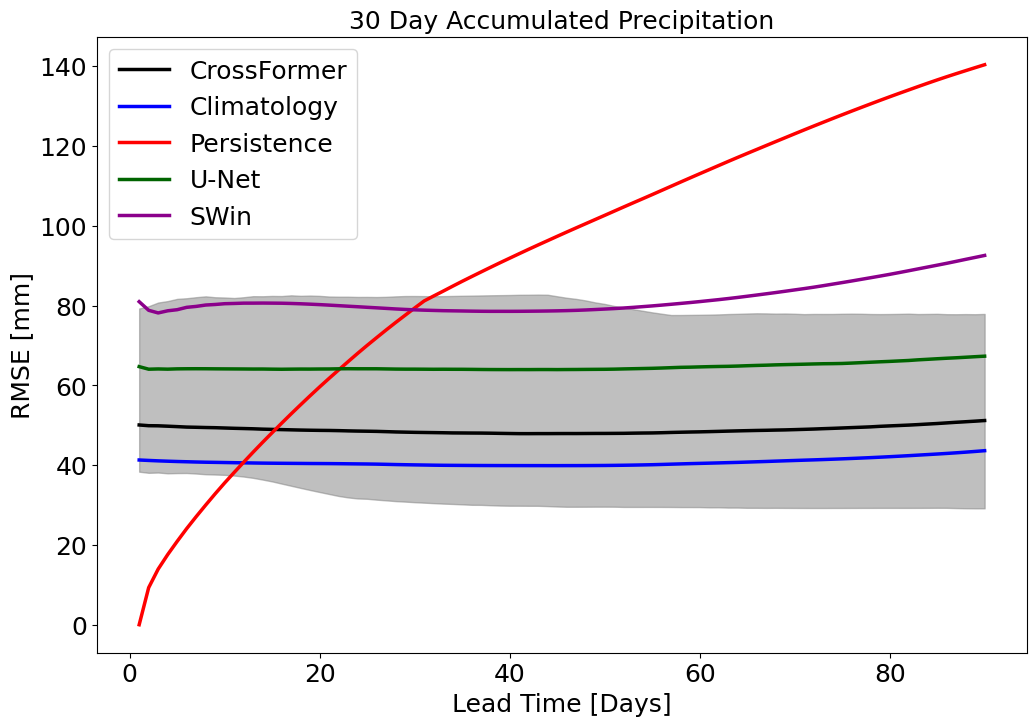 30 Day Accumulated Precipitation
CrossFormer
Climatology
Persistence
U-Net
SWin
RMSE [mm]
140
120
100
80
60
40
20
0
0 20 40 60 80
Lead Time [Days]